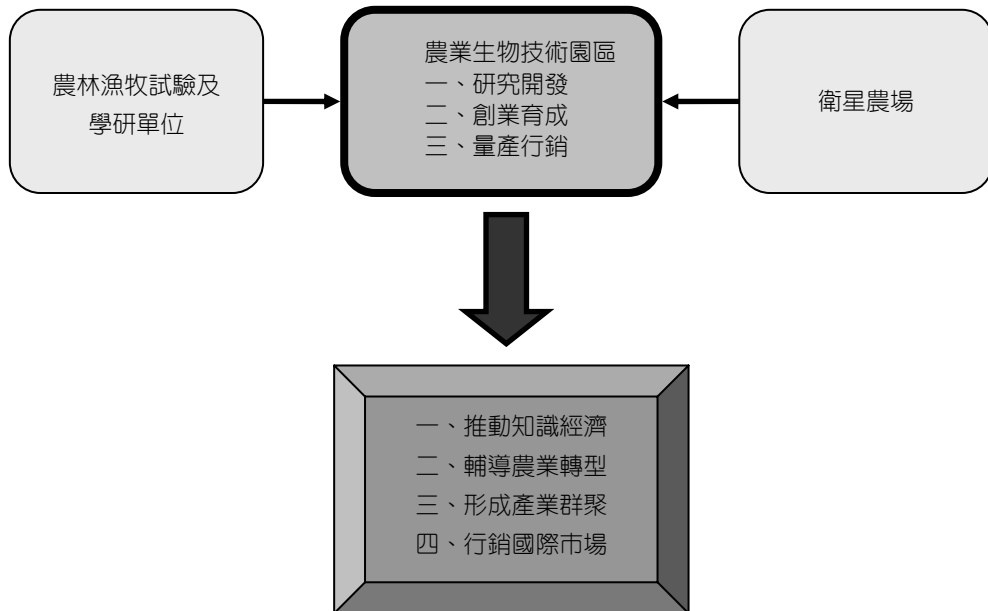 農林漁牧試驗及
學研單位
農業生物技術園區
一、研究開發
二、創業育成
三、量產行銷
衛星農場
一、推動知識經濟
二、輔導農業轉型
三、形成產業群聚
四、行銷國際市場